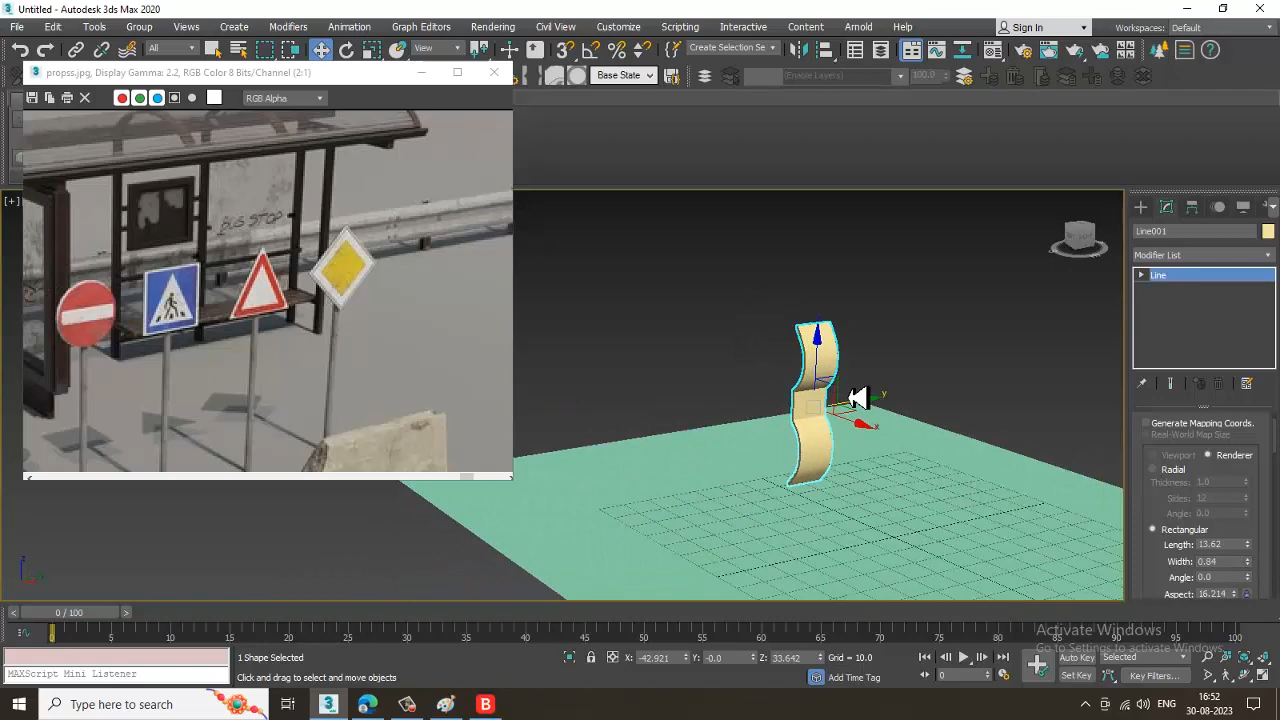 Untitled - Autodesk 3ds Max 2020
File Edit Tools Group Views Create Modifiers Animation Graph Editors Rendering Civil View Customize Scripting Interactive Content Arnold Help
Sign In
Workspaces: Default
All
View
Create Selection Se
propss.jpg, Display Gamma: 2.2, RGB Color 8 Bits/Channel (2:1)
Base State
(Enable Layers)
100.0
RGB Alpha
BUS STOP
[+]
Line001
Modifier List
Line
Generate Mapping Coords.
Real-World Map Size
Viewport Renderer
Radial
Thickness: 1.0
Sides: 12
Angle: 0.0
Rectangular
Length: 13.62
Width: 0.84
Angle: 0.0
Aspect: 16.214
z
y
x
0 / 100
0 5 10 15 20 25 30 35 40 45 50 55 60 65 70 75 80 85 90 95 100
Activate Windows
Go to Settings to activate Windows.
1 Shape Selected
X: -42.921 Y: -0.0 Z: 33.642 Grid = 10.0
Auto Key Selected
MAXScript Mini Listener
Click and drag to select and move objects
Add Time Tag
0
Set Key Key Filters...
Type here to search
B
ENG
16:52
30-08-2023